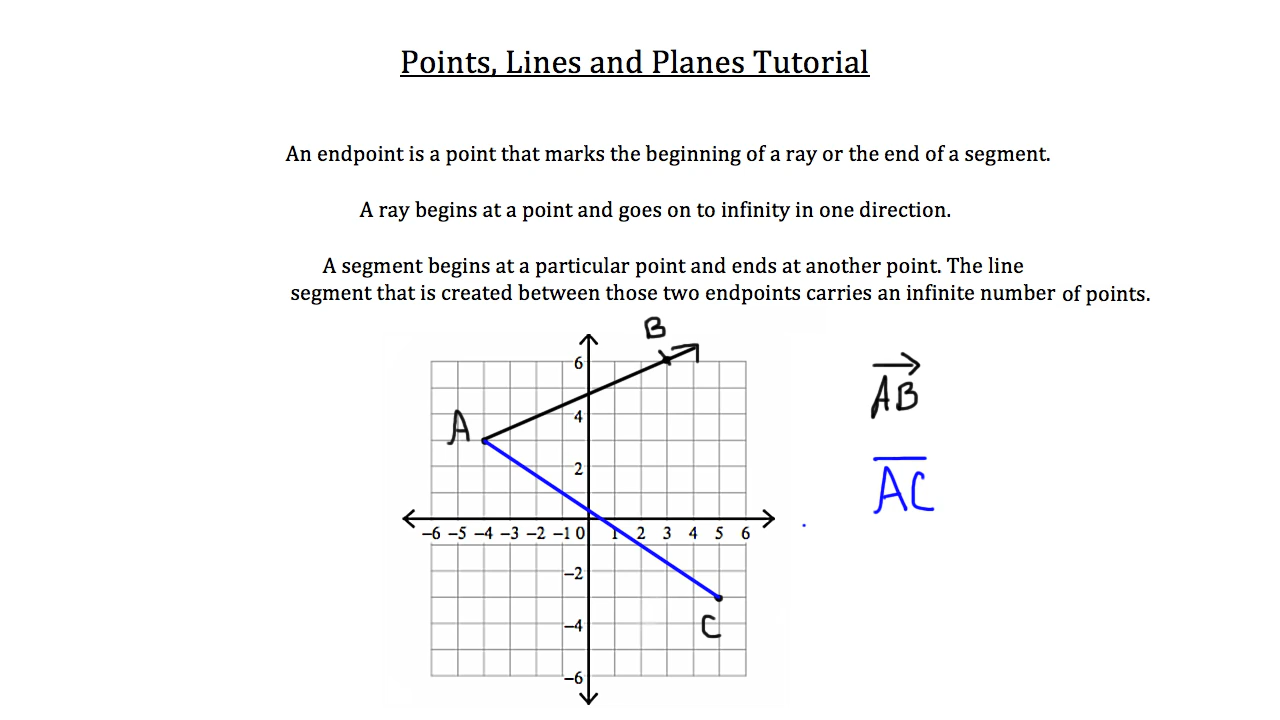 Points, Lines and Planes Tutorial
An endpoint is a point that marks the beginning of a ray or the end of a segment.
A ray begins at a point and goes on to infinity in one direction.
A segment begins at a particular point and ends at another point. The line
segment that is created between those two endpoints carries an infinite number of points.
B
6
AB
A
4
2
AC
−6 −5 −4 −3 −2 −1 0 1 2 3 4 5 6
−2
−4
C
−6